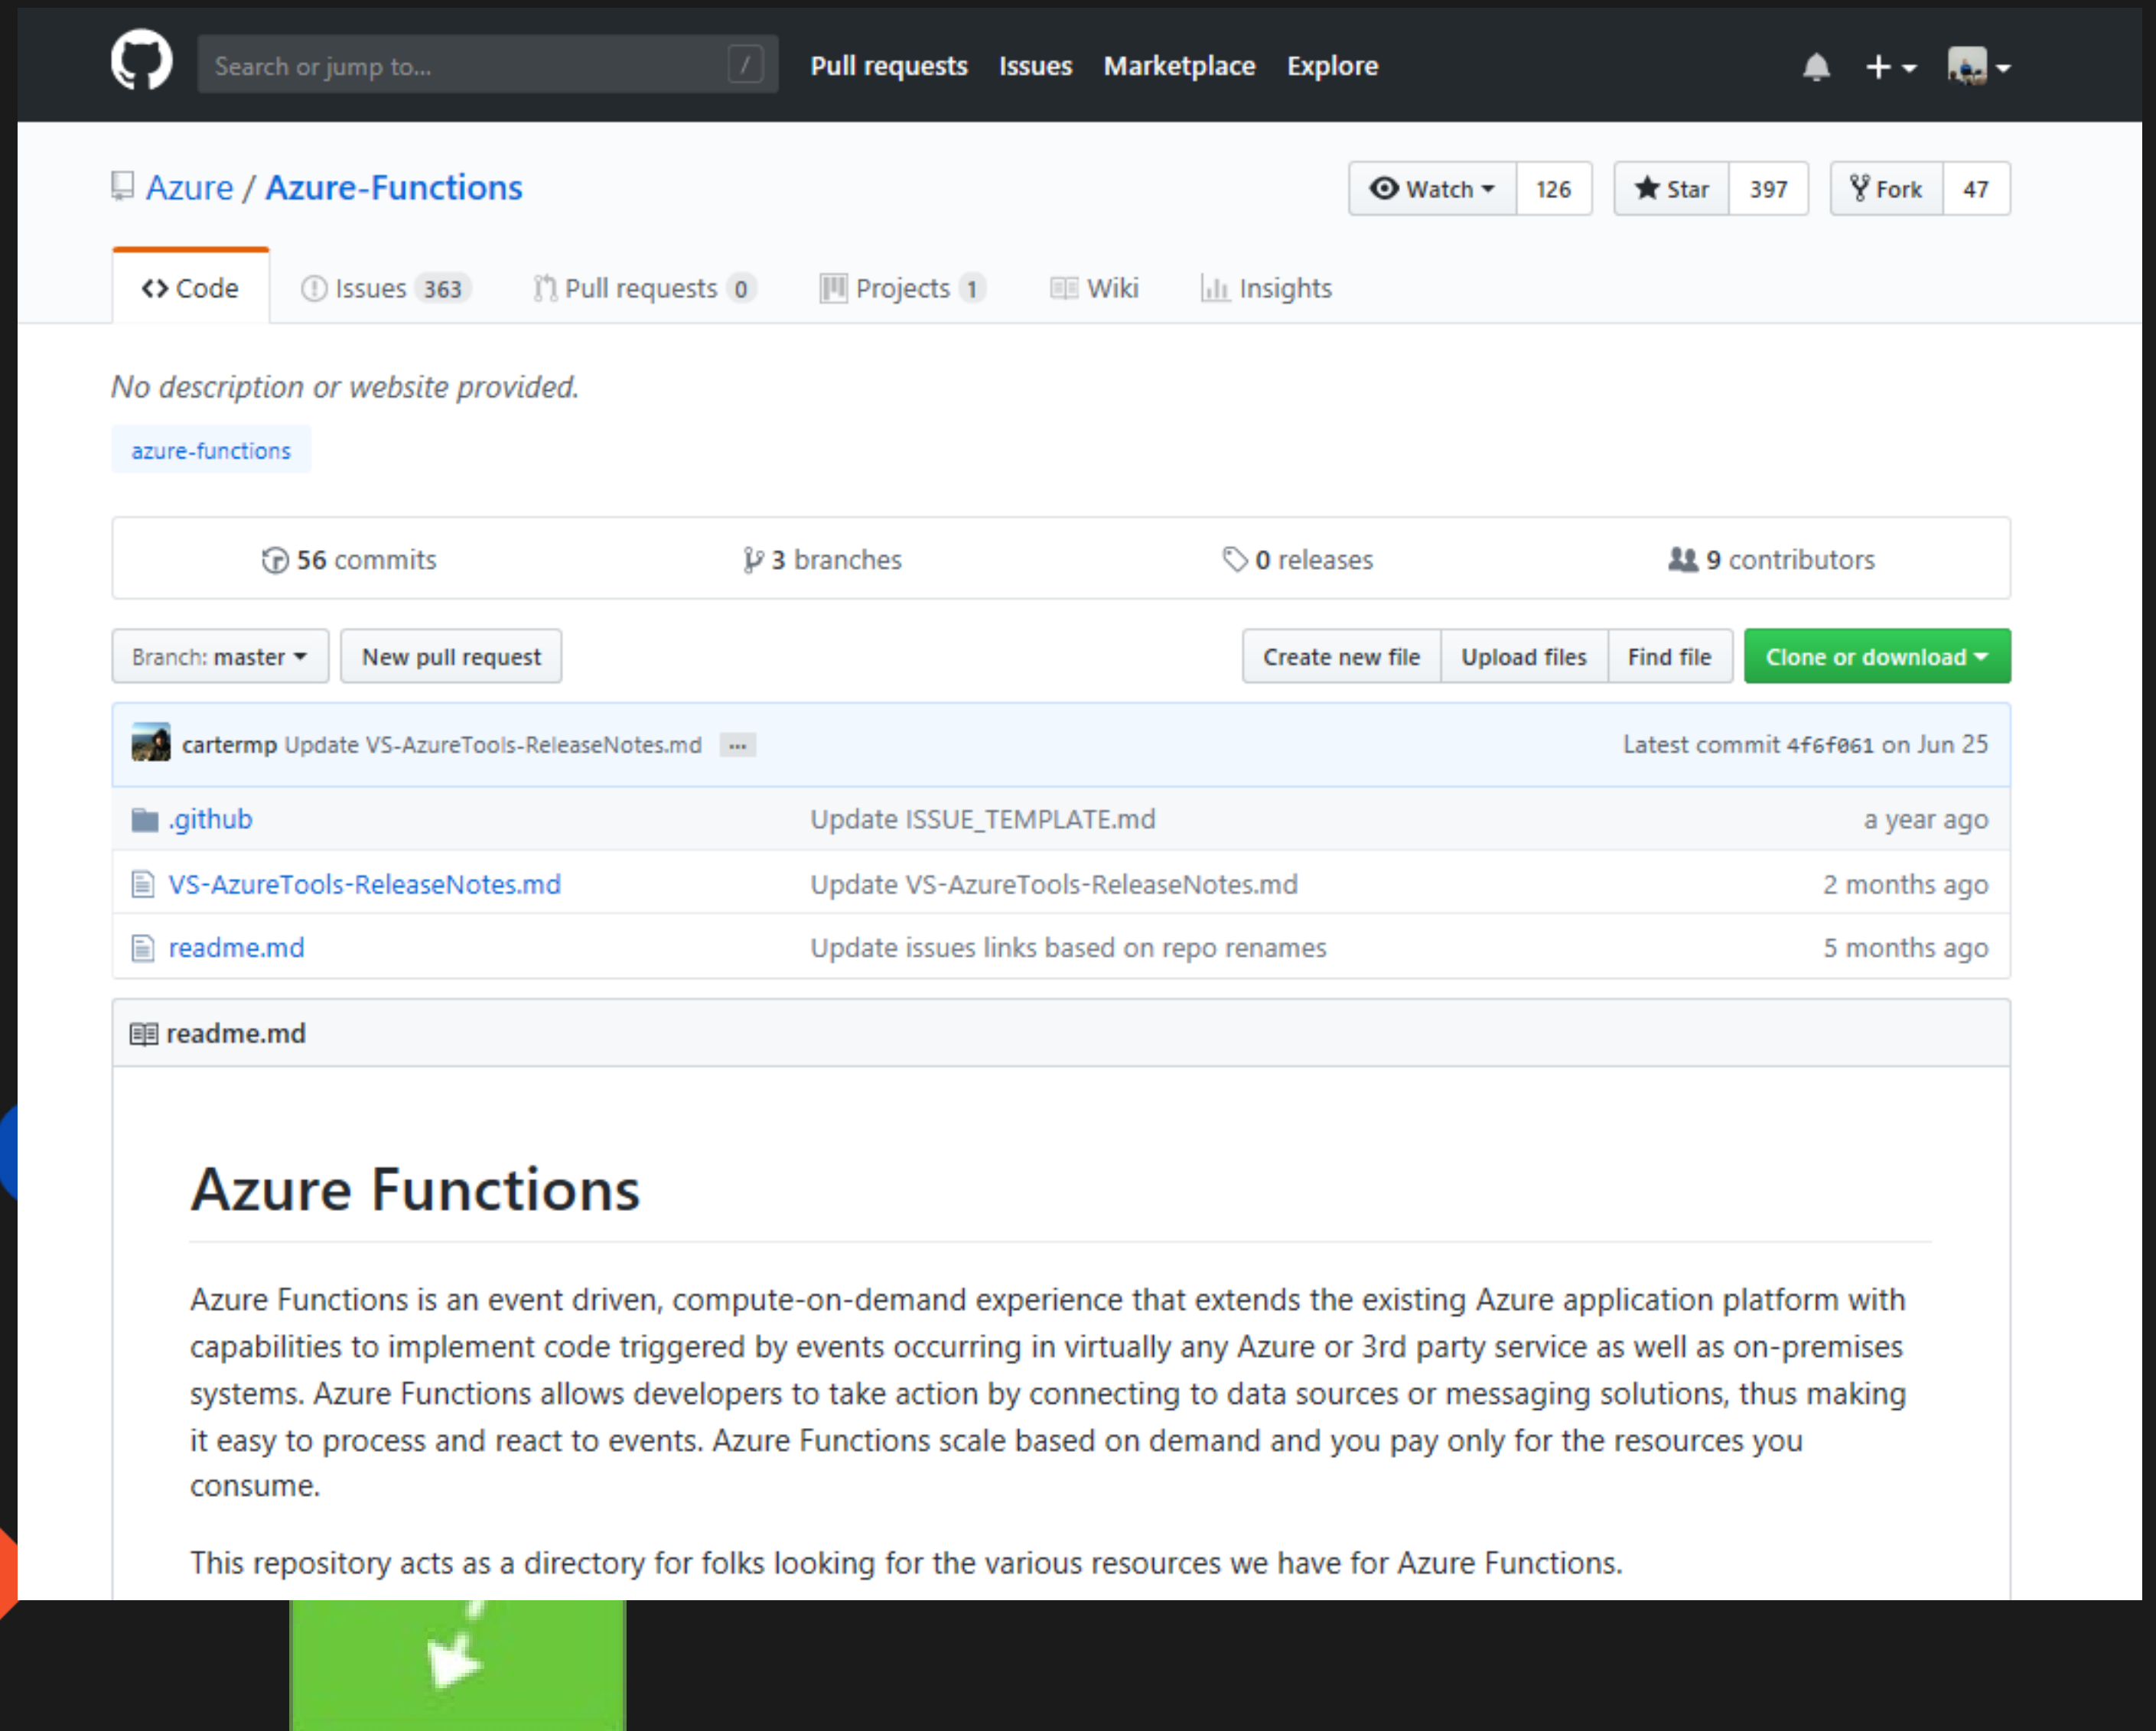 Search or jump to... /
Pull requests Issues Marketplace Explore
Azure / Azure-Functions
Watch 126 Star 397 Fork 47
Code Issues 363 Pull requests 0 Projects 1 Wiki Insights
No description or website provided.
azure-functions
56 commits 3 branches 0 releases 9 contributors
Branch: master New pull request Create new file Upload files Find file Clone or download
cartermp Update VS-AzureTools-ReleaseNotes.md ... Latest commit 4f6f061 on Jun 25
.github Update ISSUE_TEMPLATE.md a year ago
VS-AzureTools-ReleaseNotes.md Update VS-AzureTools-ReleaseNotes.md 2 months ago
readme.md Update issues links based on repo renames 5 months ago
readme.md
Azure Functions
Azure Functions is an event driven, compute-on-demand experience that extends the existing Azure application platform with
capabilities to implement code triggered by events occurring in virtually any Azure or 3rd party service as well as on-premises
systems. Azure Functions allows developers to take action by connecting to data sources or messaging solutions, thus making
it easy to process and react to events. Azure Functions scale based on demand and you pay only for the resources you
consume.
This repository acts as a directory for folks looking for the various resources we have for Azure Functions.